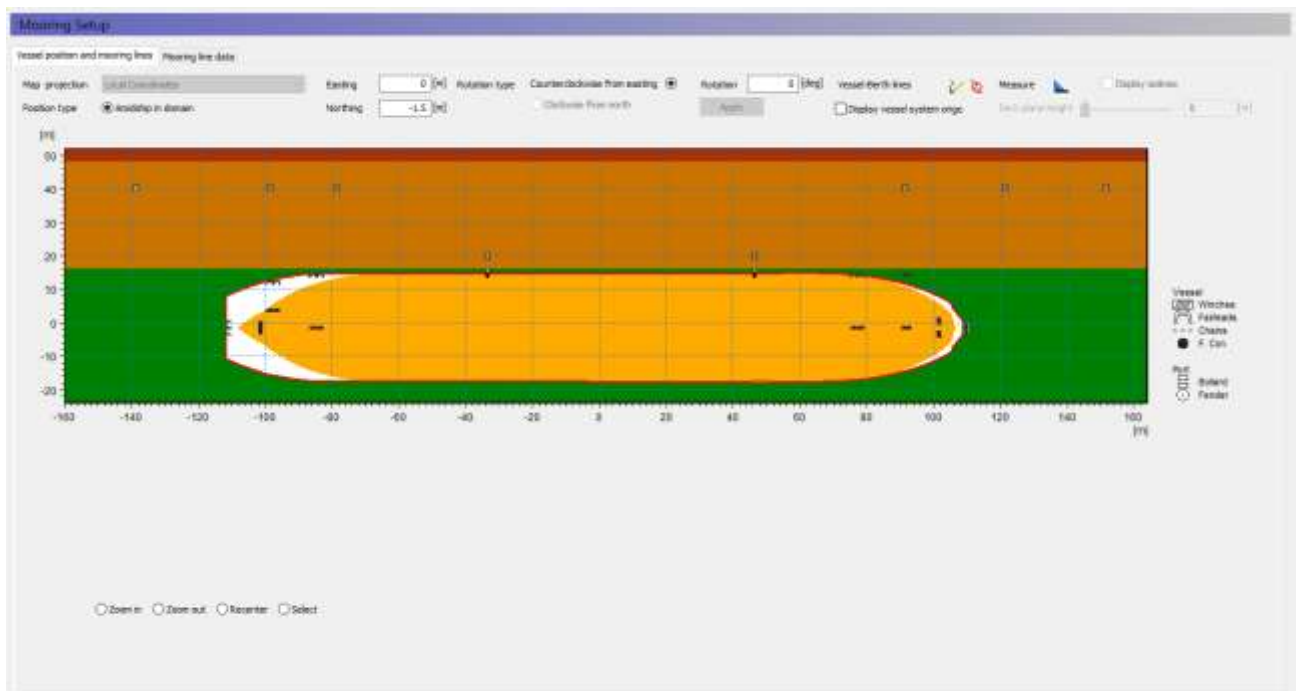 Mooring Setup
Vessel position and mooring lines Mooring line data
Map projection Local Coordinates Easting 0 [m] Rotation type Counterclockwise from easting Rotation 0 [deg] Vessel-Berth lines Measure Display
Position type Amidship in domain Northing -1.5 [m] Clockwise from north Apply Display vessel system origo
[m]
50
40
30
20
10
0
-10
-20
-160 -140 -120 -100 -80 -60 -40 -20 0 20 40 60 80 100 120 140 160
[m]
Vessel
Winches
Fairleads
Chains
F. Con
Port
Bollard
Fender
Zoom in Zoom out Recenter Select